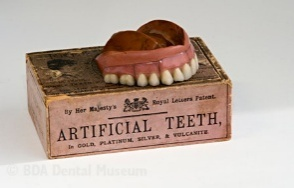 By Her Majesty's Royal Letters Patent.
ARTIFICIAL TEETH,
In GOLD, PLATINUM, SILVER, & VULCANITE.
© BDA Dental Museum